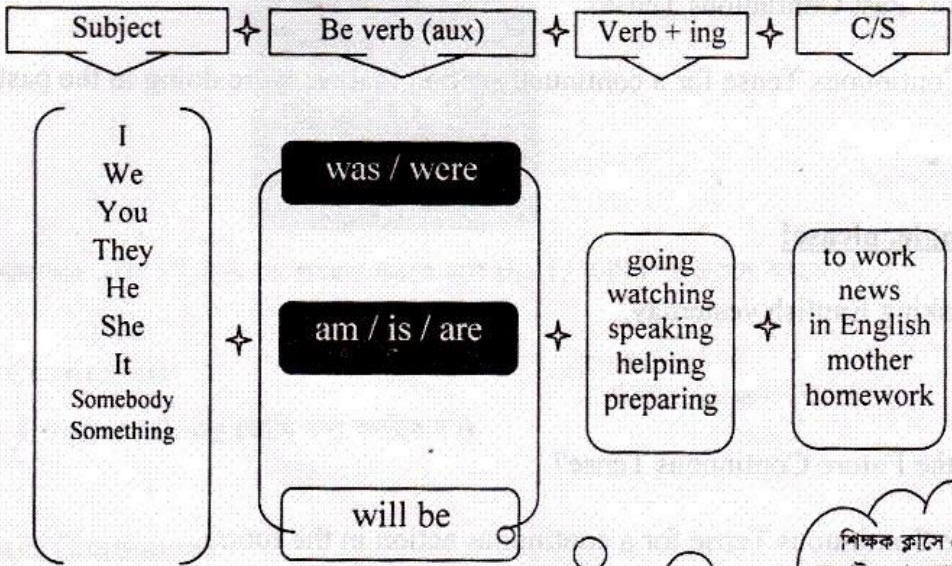 Subject
Be verb (aux)
Verb + ing
C/S
I
We
You
They
He
She
It
Somebody
Something
was / were
am / is / are
will be
going
watching
speaking
helping
preparing
to work
news
in English
mother
homework
শিক্ষক ক্লাসে